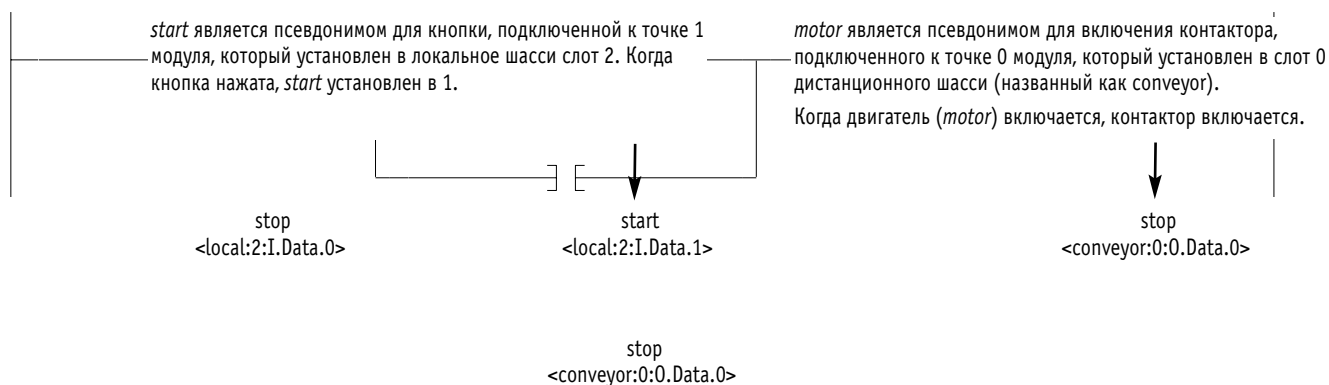 start является псевдонимом для кнопки, подключенной к точке 1
модуля, который установлен в локальное шасси слот 2. Когда
кнопка нажата, start установлен в 1.
motor является псевдонимом для включения контактора,
подключенного к точке 0 модуля, который установлен в слот 0
дистанционного шасси (названный как conveyor).
Когда двигатель (motor) включается, контактор включается.
stop
<local:2:I.Data.0>
start
<local:2:I.Data.1>
stop
<conveyor:0:O.Data.0>
stop
<conveyor:0:O.Data.0>